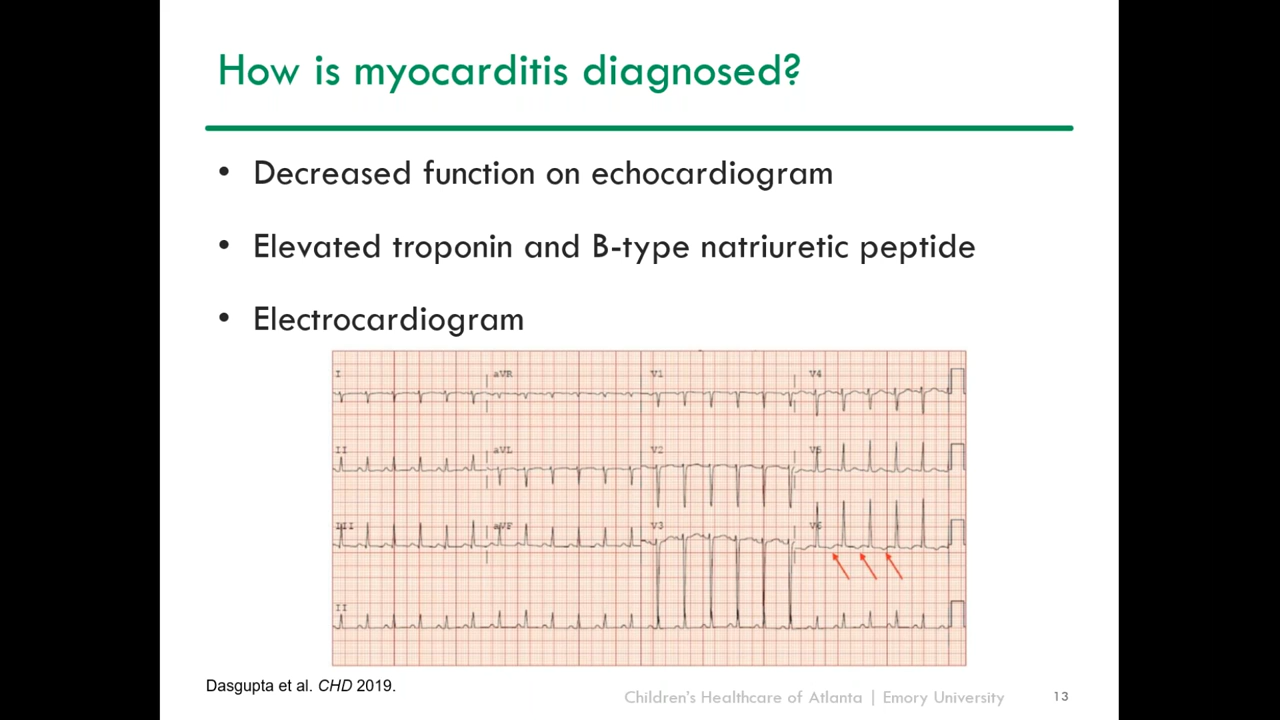 How is myocarditis diagnosed?
• Decreased function on echocardiogram
• Elevated troponin and B-type natriuretic peptide
• Electrocardiogram
I aVR V1 V4
II aVL V2 V5
III aVF V3 V6
II
Dasgupta et al. CHD 2019.
Children's Healthcare of Atlanta | Emory University 13